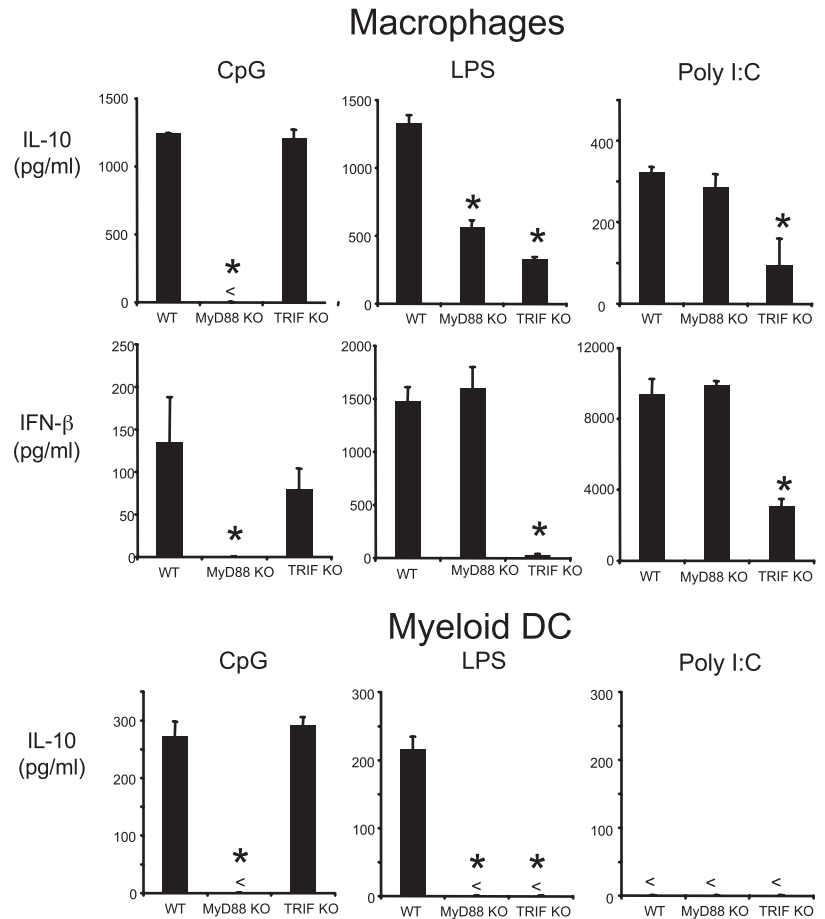 Macrophages
CpG LPS Poly I:C
IL-10
(pg/ml)
1500
1000
500
0
*
<
WT MyD88 KO TRIF KO
1500
1000
500
0
*
*
WT MyD88 KO TRIF KO
400
200
0
*
WT MyD88 KO TRIF KO
IFN-β
(pg/ml)
250
200
150
100
50
0
*
WT MyD88 KO TRIF KO
2000
1500
1000
500
0
*
WT MyD88 KO TRIF KO
12000
8000
4000
0
*
WT MyD88 KO TRIF KO
Myeloid DC
CpG LPS Poly I:C
IL-10
(pg/ml)
300
200
100
0
*
<
WT MyD88 KO TRIF KO
300
200
100
0
* *
< <
WT MyD88 KO TRIF KO
300
200
100
0
< < <
WT MyD88 KO TRIF KO